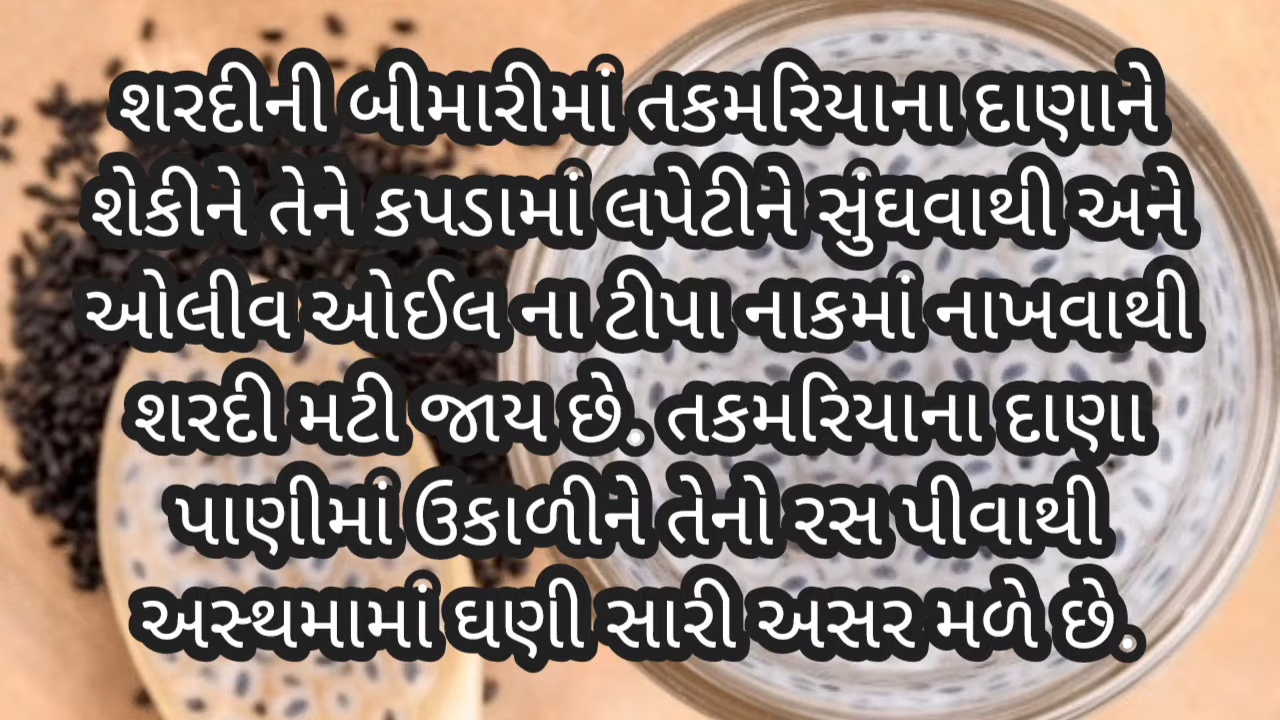 શરદીની બીમારીમાં તકમરિયાના દાણાને
શેકીને તેને કપડામાં લપેટીને સુંઘવાથી અને
ઓલીવ ઓઈલ ના ટીપા નાકમાં નાખવાથી
શરદી મટી જાય છે. તકમરિયાના દાણા
પાણીમાં ઉકાળીને તેનો રસ પીવાથી
અસ્થમામાં ઘણી સારી અસર મળે છે.